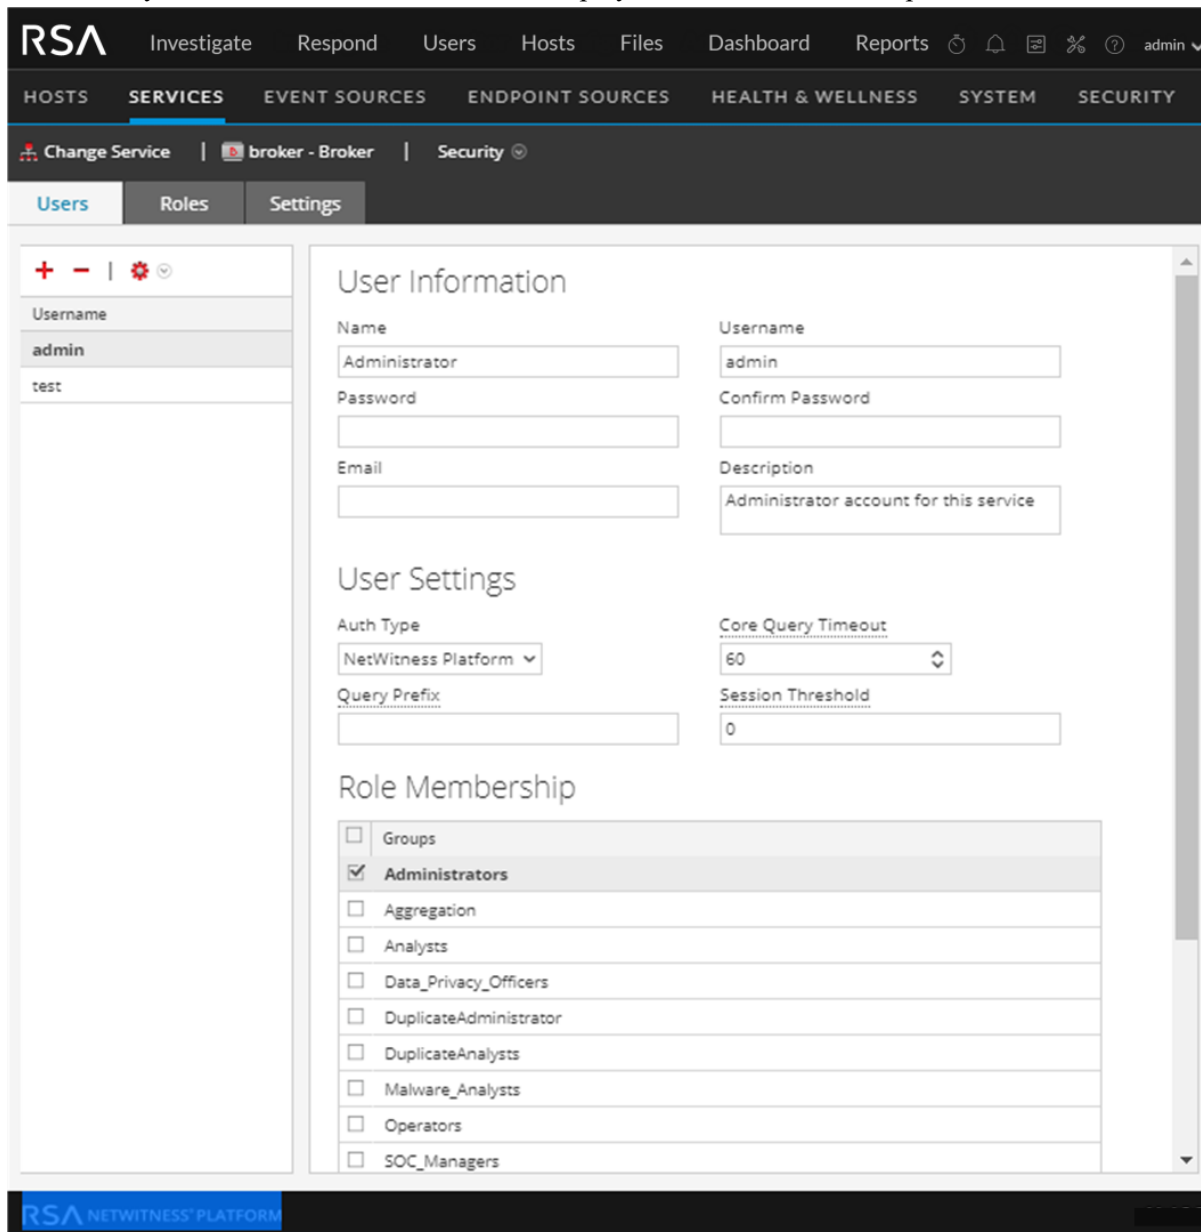 RSA Investigate Respond Users Hosts Files Dashboard Reports admin
HOSTS SERVICES EVENT SOURCES ENDPOINT SOURCES HEALTH & WELLNESS SYSTEM SECURITY
Change Service | broker - Broker | Security
Users Roles Settings
Username
admin
test
User Information
Name Username
Administrator admin
Password Confirm Password
Email Description
Administrator account for this service
User Settings
Auth Type Core Query Timeout
NetWitness Platform 60
Query Prefix Session Threshold
0
Role Membership
Groups
Administrators
Aggregation
Analysts
Data_Privacy_Officers
DuplicateAdministrator
DuplicateAnalysts
Malware_Analysts
Operators
SOC_Managers
RSA NETWITNESS® PLATFORM